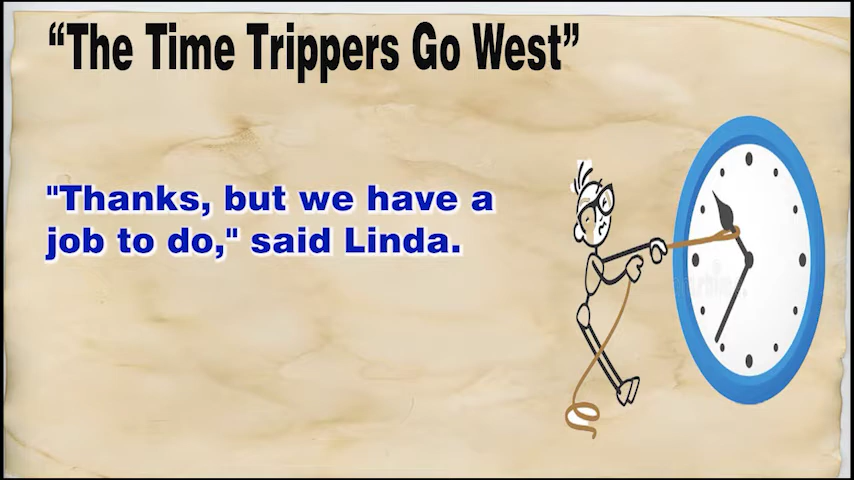 “The Time Trippers Go West”
"Thanks, but we have a
job to do," said Linda.